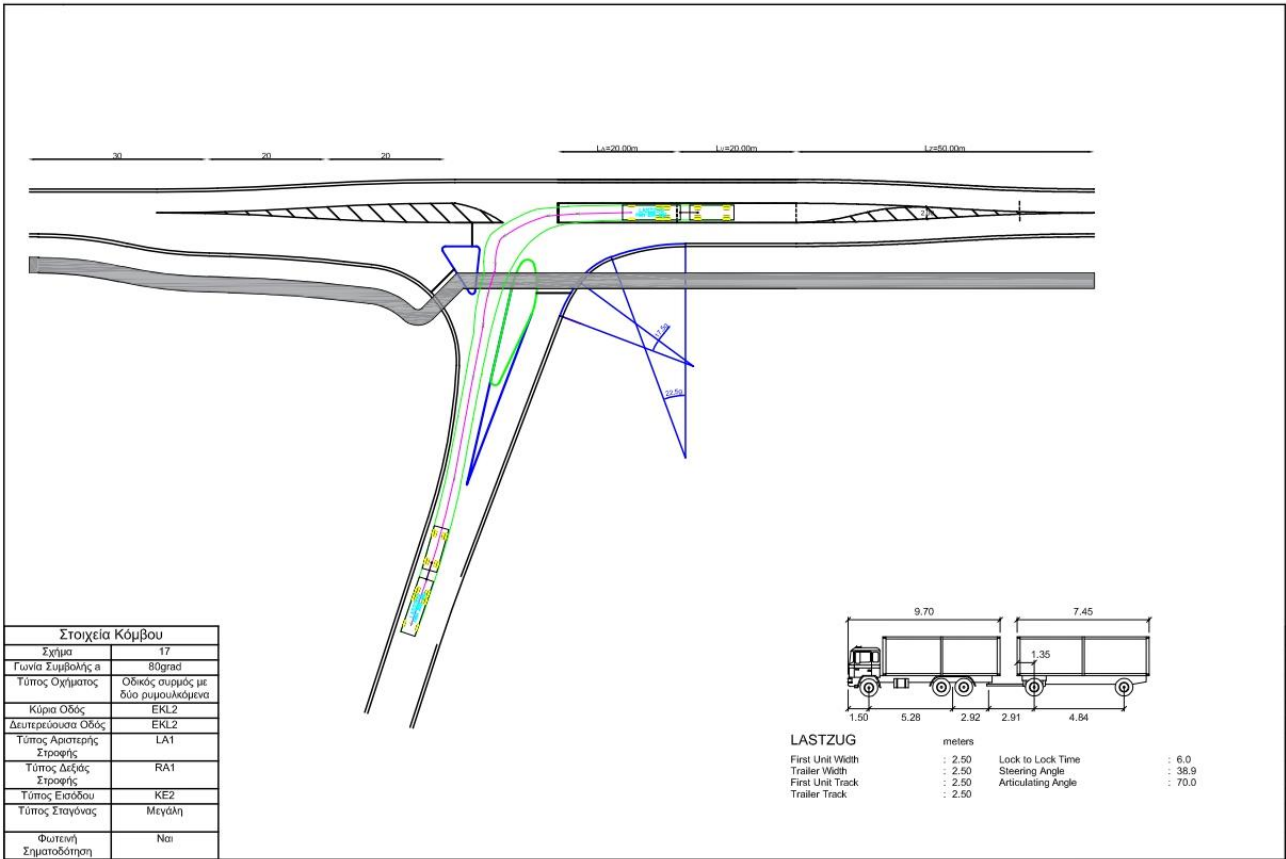 30
20
20
La=20.00m
Lv=20.00m
Lz=50.00m
17.5g
22.5g
Στοιχεία Κόμβου
Σχήμα 17
Γωνία Συμβολής a 80grad
Τύπος Οχήματος Οδικός συρμός με
δύο ρυμουλκόμενα
Κύρια Οδός EKL2
Δευτερεύουσα Οδός EKL2
Τύπος Αριστερής
Στροφής LA1
Τύπος Δεξιάς
Στροφής RA1
Τύπος Εισόδου KE2
Τύπος Σταγόνας Μεγάλη
Φωτεινή
Σηματοδότηση Ναι
9.70
7.45
1.35
1.50
5.28
2.92
2.91
4.84
LASTZUG meters
First Unit Width : 2.50 Lock to Lock Time : 6.0
Trailer Width : 2.50 Steering Angle : 38.9
First Unit Track : 2.50 Articulating Angle : 70.0
Trailer Track : 2.50